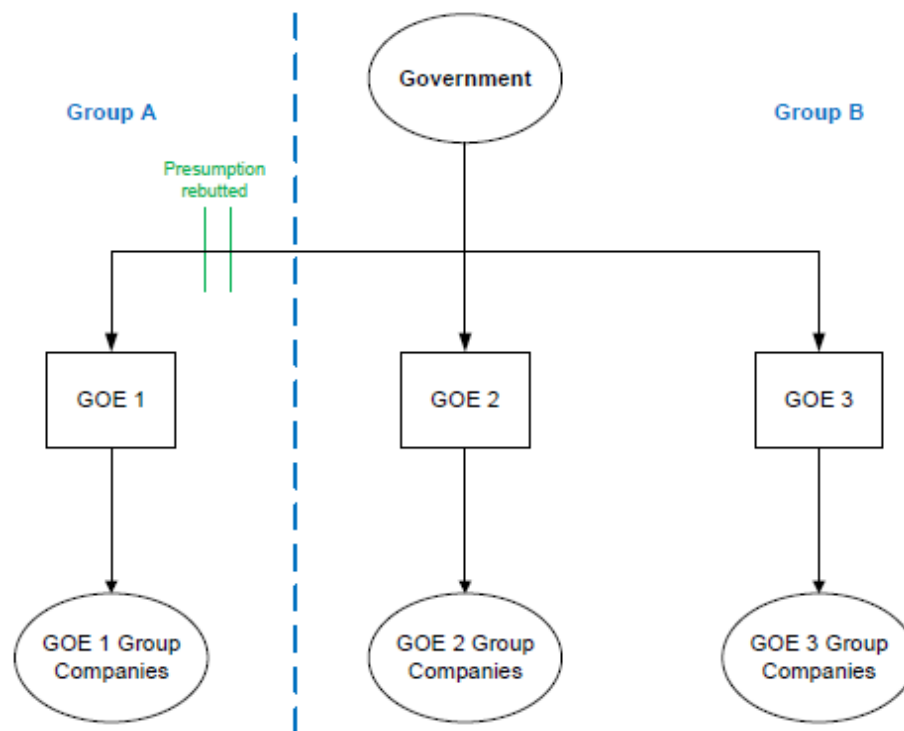 Government
Group A
Group B
Presumption
rebutted
GOE 1
GOE 2
GOE 3
GOE 1 Group
Companies
GOE 2 Group
Companies
GOE 3 Group
Companies